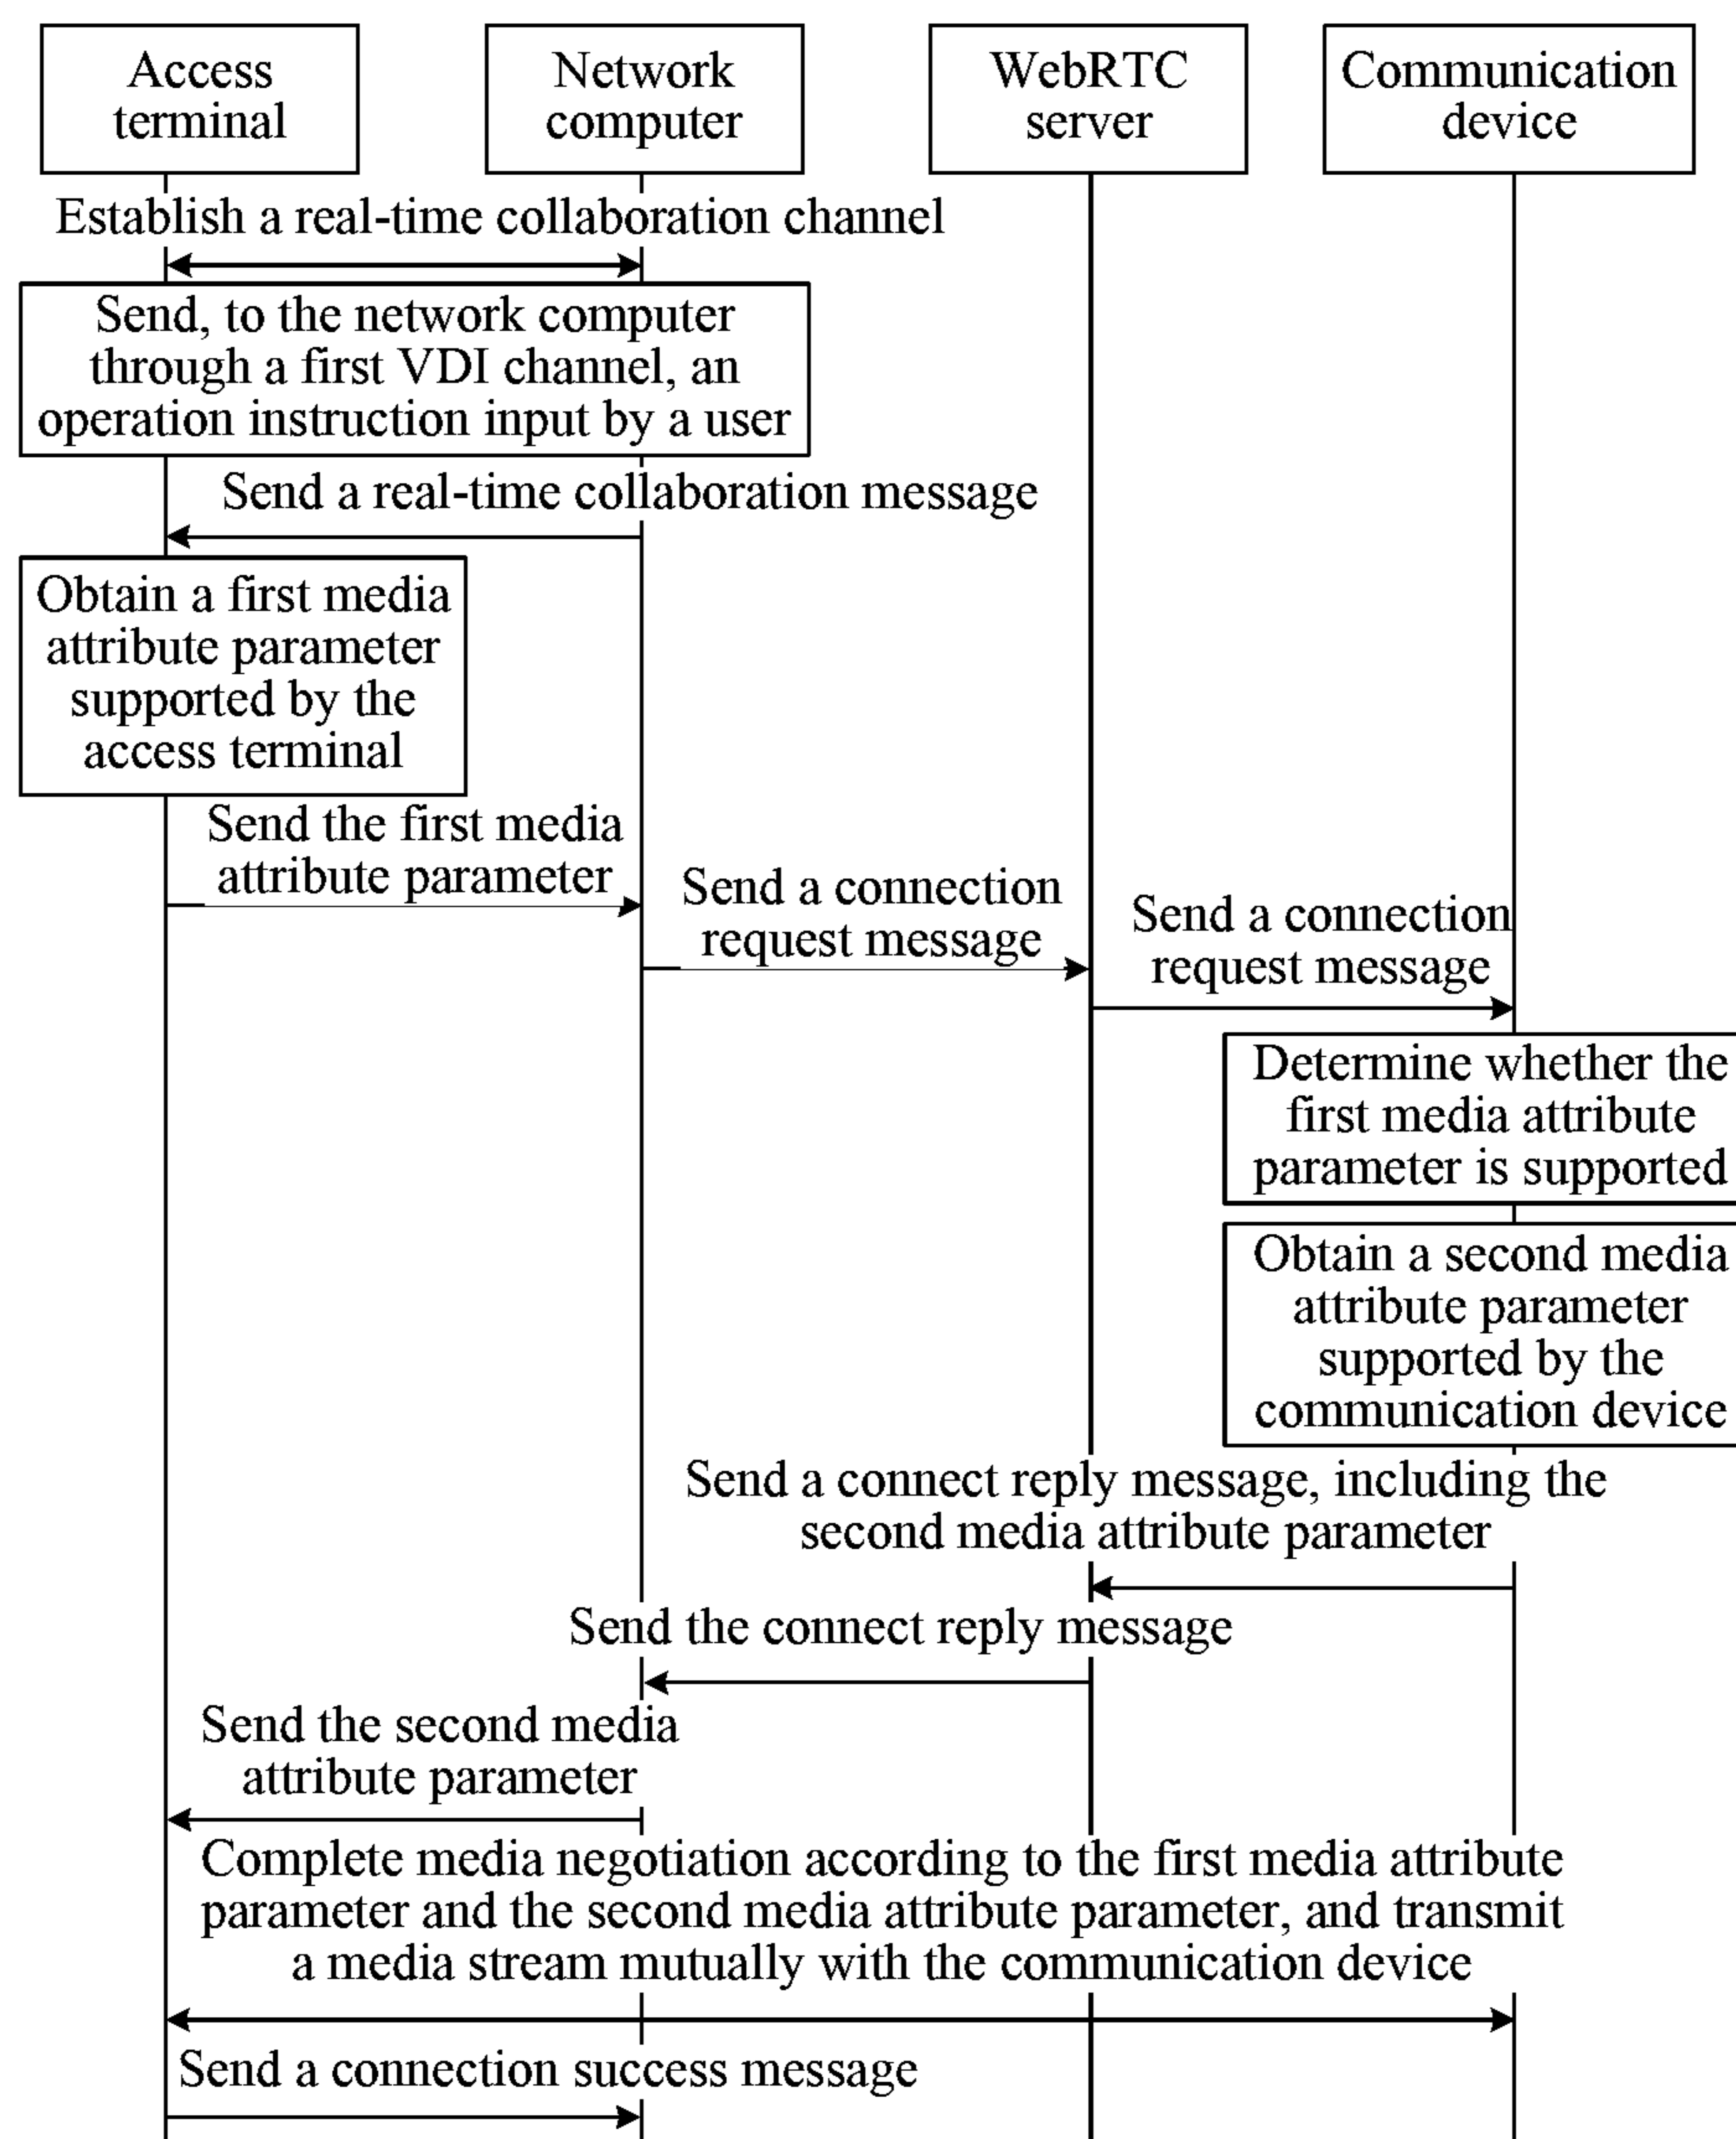 Access
terminal
Network
computer
WebRTC
server
Communication
device
Establish a real-time collaboration channel
Send, to the network computer
through a first VDI channel, an
operation instruction input by a user
Send a real-time collaboration message
Obtain a first media
attribute parameter
supported by the
access terminal
Send the first media
attribute parameter
Send a connection
request message
Send a connection
request message
Determine whether the
first media attribute
parameter is supported
Obtain a second media
attribute parameter
supported by the
communication device
Send a connect reply message, including the
second media attribute parameter
Send the connect reply message
Send the second media
attribute parameter
Complete media negotiation according to the first media attribute
parameter and the second media attribute parameter, and transmit
a media stream mutually with the communication device
Send a connection success message